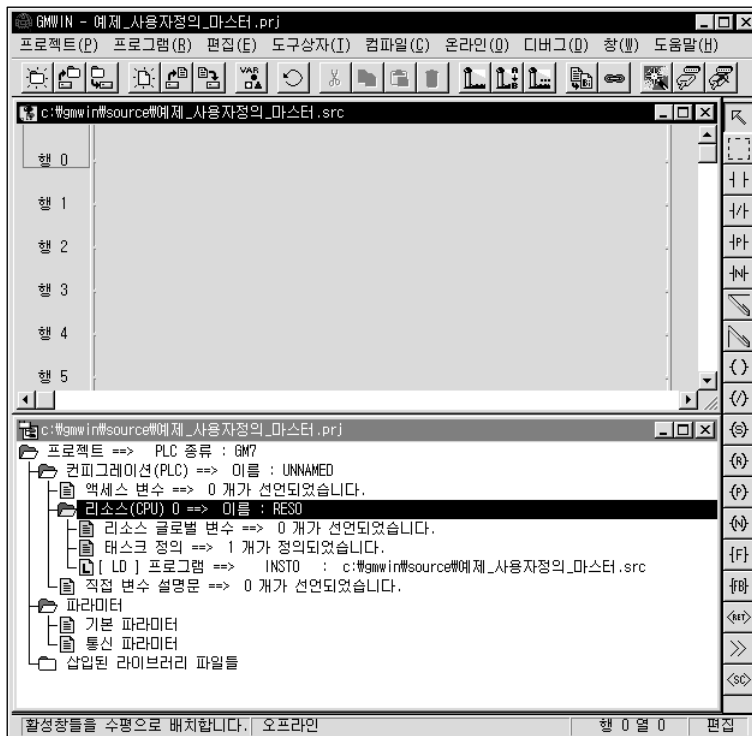 GMWIN - 예제_사용자정의_마스터.prj
프로젝트(P) 프로그램(R) 편집(E) 도구상자(I) 컴파일(C) 온라인(O) 디버그(D) 창(W) 도움말(H)
c:\gmwin\source\예제_사용자정의_마스터.src
행 0
행 1
행 2
행 3
행 4
행 5
c:\gmwin\source\예제_사용자정의_마스터.prj
프로젝트 ==> PLC 종류 : GM7
컨피그레이션(PLC) ==> 이름 : UNNAMED
액세스 변수 ==> 0 개가 선언되었습니다.
리소스(CPU) 0 ==> 이름 : RES0
리소스 글로벌 변수 ==> 0 개가 선언되었습니다.
태스크 정의 ==> 1 개가 정의되었습니다.
[ LD ] 프로그램 ==> INST0 : c:\gmwin\source\예제_사용자정의_마스터.src
직접 변수 설명문 ==> 0 개가 선언되었습니다.
파라미터
기본 파라미터
통신 파라미터
삽입된 라이브러리 파일들
활성창들을 수평으로 배치합니다. 오프라인 행 0 열 0 편집